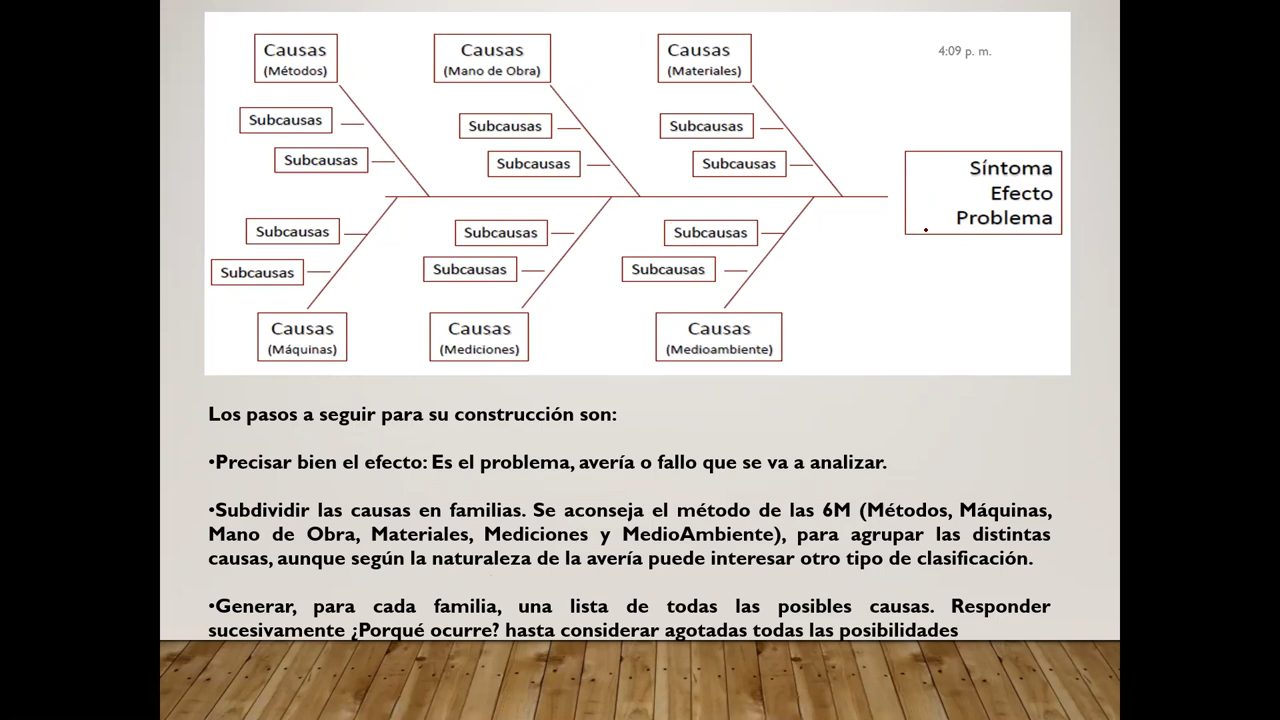 Causas
(Métodos)
Causas
(Mano de Obra)
Causas
(Materiales)
4:09 p. m.
Subcausas
Subcausas
Subcausas
Subcausas
Subcausas
Subcausas
Síntoma
Efecto
Problema
Subcausas
Subcausas
Subcausas
Subcausas
Subcausas
Subcausas
Causas
(Máquinas)
Causas
(Mediciones)
Causas
(Medioambiente)
Los pasos a seguir para su construcción son:
•Precisar bien el efecto: Es el problema, avería o fallo que se va a analizar.
•Subdividir las causas en familias. Se aconseja el método de las 6M (Métodos, Máquinas,
Mano de Obra, Materiales, Mediciones y MedioAmbiente), para agrupar las distintas
causas, aunque según la naturaleza de la avería puede interesar otro tipo de clasificación.
•Generar, para cada familia, una lista de todas las posibles causas. Responder
sucesivamente ¿Porqué ocurre? hasta considerar agotadas todas las posibilidades